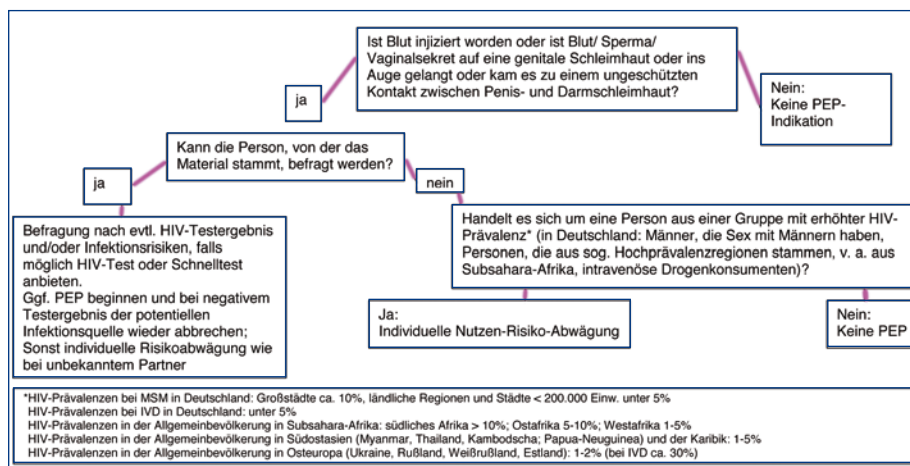 Ist Blut injiziert worden oder ist Blut/ Sperma/
Vaginalsekret auf eine genitale Schleimhaut oder ins
Auge gelangt oder kam es zu einem ungeschützten
Kontakt zwischen Penis- und Darmschleimhaut?
ja
Nein:
Keine PEP-
Indikation
Kann die Person, von der das
Material stammt, befragt werden?
ja
nein
Befragung nach evtl. HIV-Testergebnis
und/oder Infektionsrisiken, falls
möglich HIV-Test oder Schnelltest
anbieten.
Ggf. PEP beginnen und bei negativem
Testergebnis der potentiellen
Infektionsquelle wieder abbrechen;
Sonst individuelle Risikoabwägung wie
bei unbekanntem Partner
Handelt es sich um eine Person aus einer Gruppe mit erhöhter HIV-
Prävalenz* (in Deutschland: Männer, die Sex mit Männern haben,
Personen, die aus sog. Hochprävalenzregionen stammen, v. a. aus
Subsahara-Afrika, intravenöse Drogenkonsumenten)?
Ja:
Individuelle Nutzen-Risiko-Abwägung
Nein:
Keine PEP
*HIV-Prävalenzen bei MSM in Deutschland: Großstädte ca. 10%, ländliche Regionen und Städte < 200.000 Einw. unter 5%
HIV-Prävalenzen bei IVD in Deutschland: unter 5%
HIV-Prävalenzen in der Allgemeinbevölkerung in Subsahara-Afrika: südliches Afrika > 10%; Ostafrika 5-10%; Westafrika 1-5%
HIV-Prävalenzen in der Allgemeinbevölkerung in Südostasien (Myanmar, Thailand, Kambodscha; Papua-Neuguinea) und der Karibik: 1-5%
HIV-Prävalenzen in der Allgemeinbevölkerung in Osteuropa (Ukraine, Rußland, Weißrußland, Estland): 1-2% (bei IVD ca. 30%)